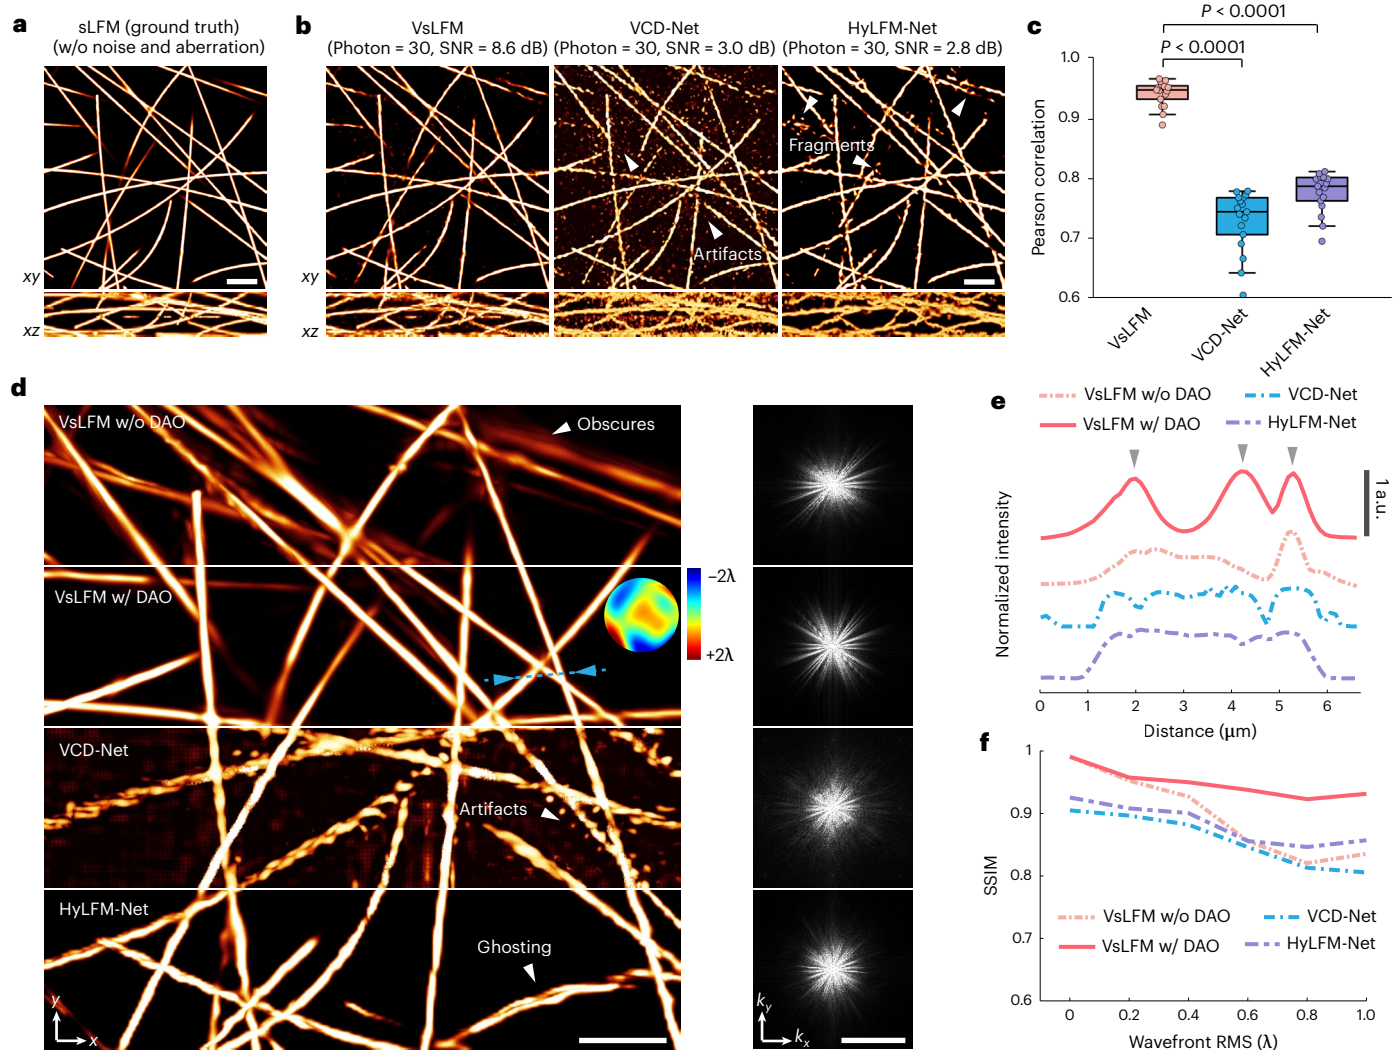 a
sLFM (ground truth)
(w/o noise and aberration)
xy
xz
b
VsLFM
(Photon = 30, SNR = 8.6 dB)
VCD-Net
(Photon = 30, SNR = 3.0 dB)
HyLFM-Net
(Photon = 30, SNR = 2.8 dB)
Fragments
Artifacts
xy
xz
c
P < 0.0001
P < 0.0001
Pearson correlation
1.0
0.9
0.8
0.7
0.6
VsLFM
VCD-Net
HyLFM-Net
d
VsLFM w/o DAO
Obscures
VsLFM w/ DAO
−2λ
+2λ
VCD-Net
Artifacts
HyLFM-Net
Ghosting
y
x
ky
kx
e
VsLFM w/o DAO
VCD-Net
VsLFM w/ DAO
HyLFM-Net
1 a.u.
Normalized intensity
0 1 2 3 4 5 6
Distance (μm)
f
1
0.9
0.8
0.7
0.6
SSIM
VsLFM w/o DAO
VCD-Net
VsLFM w/ DAO
HyLFM-Net
0 0.2 0.4 0.6 0.8 1.0
Wavefront RMS (λ)